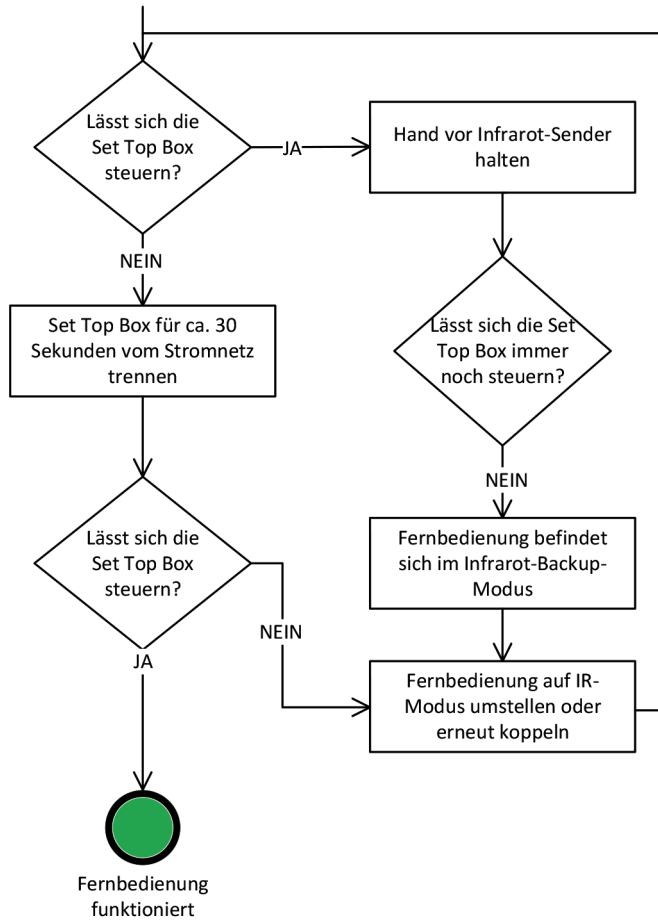 Lässt sich die
Set Top Box
steuern?
JA
Hand vor Infrarot-Sender
halten
NEIN
Set Top Box für ca. 30
Sekunden vom Stromnetz
trennen
Lässt sich die Set
Top Box immer
noch steuern?
NEIN
Lässt sich die
Set Top Box
steuern?
Fernbedienung befindet
sich im Infrarot-Backup-
Modus
NEIN
JA
Fernbedienung auf IR-
Modus umstellen oder
erneut koppeln
Fernbedienung
funktioniert